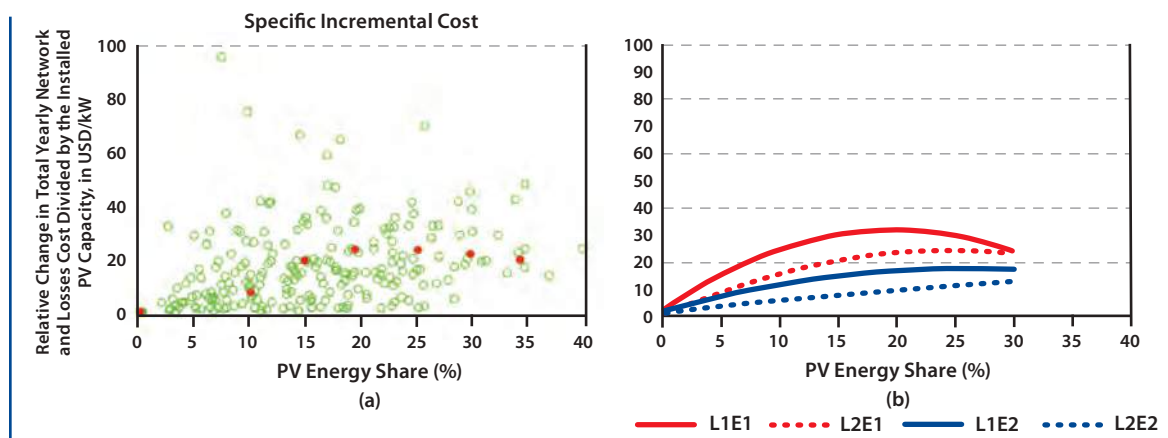 Specific Incremental Cost
Relative Change in Total Yearly Network
and Losses Cost Divided by the Installed
PV Capacity, in USD/kW
100
80
60
40
20
0
0 5 10 15 20 25 30 35 40
PV Energy Share (%)
(a)
100
90
80
70
60
50
40
30
20
10
0
0 5 10 15 20 25 30 40
PV Energy Share (%)
(b)
L1E1 L2E1 L1E2 L2E2